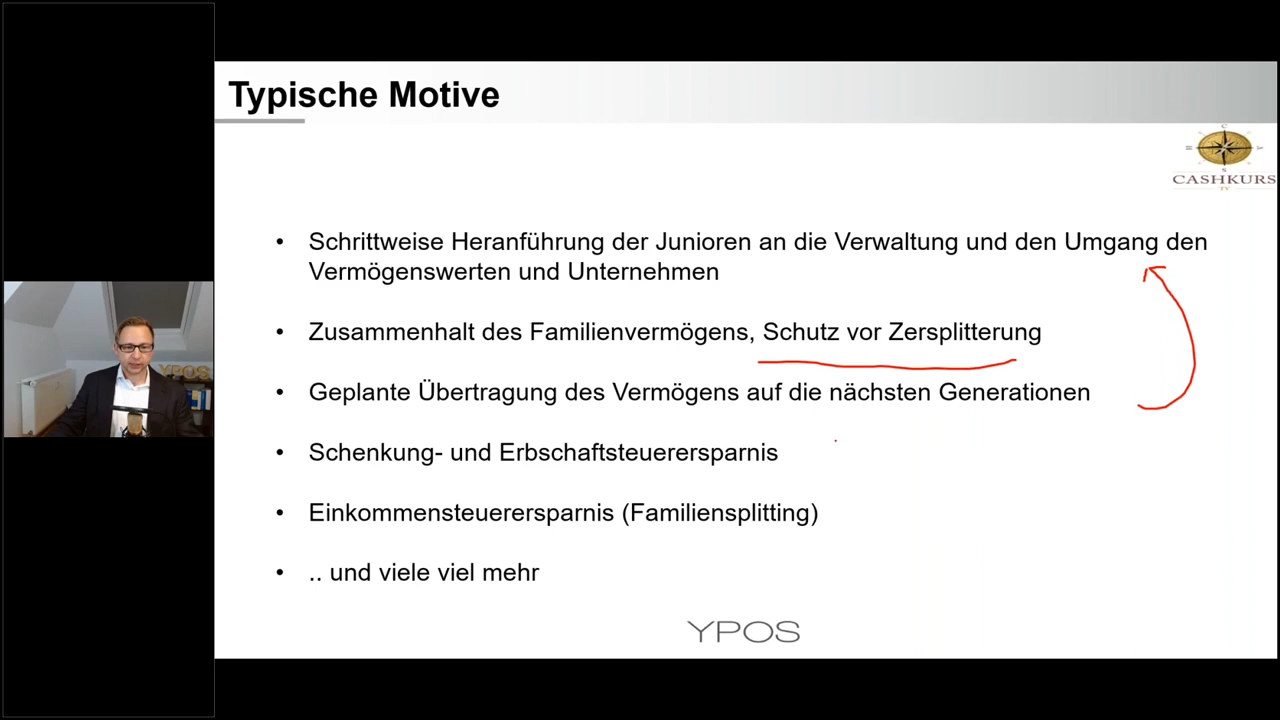 Typische Motive
CASHKURS
• Schrittweise Heranführung der Junioren an die Verwaltung und den Umgang den
Vermögenswerten und Unternehmen
• Zusammenhalt des Familienvermögens, Schutz vor Zersplitterung
• Geplante Übertragung des Vermögens auf die nächsten Generationen
• Schenkung- und Erbschaftsteuerersparnis
• Einkommensteuerersparnis (Familiensplitting)
• .. und viele viel mehr
YPOS
YPOS